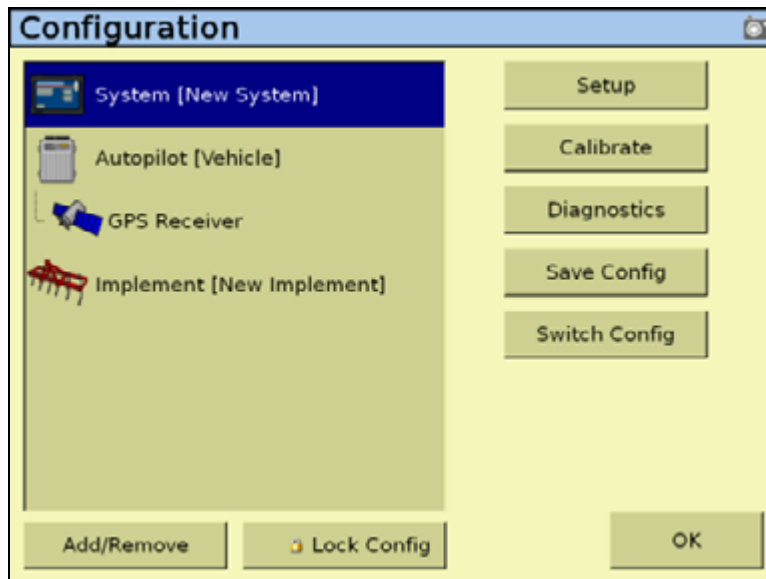 Configuration
System [New System]
Autopilot [Vehicle]
GPS Receiver
Implement [New Implement]
Setup
Calibrate
Diagnostics
Save Config
Switch Config
Add/Remove
Lock Config
OK